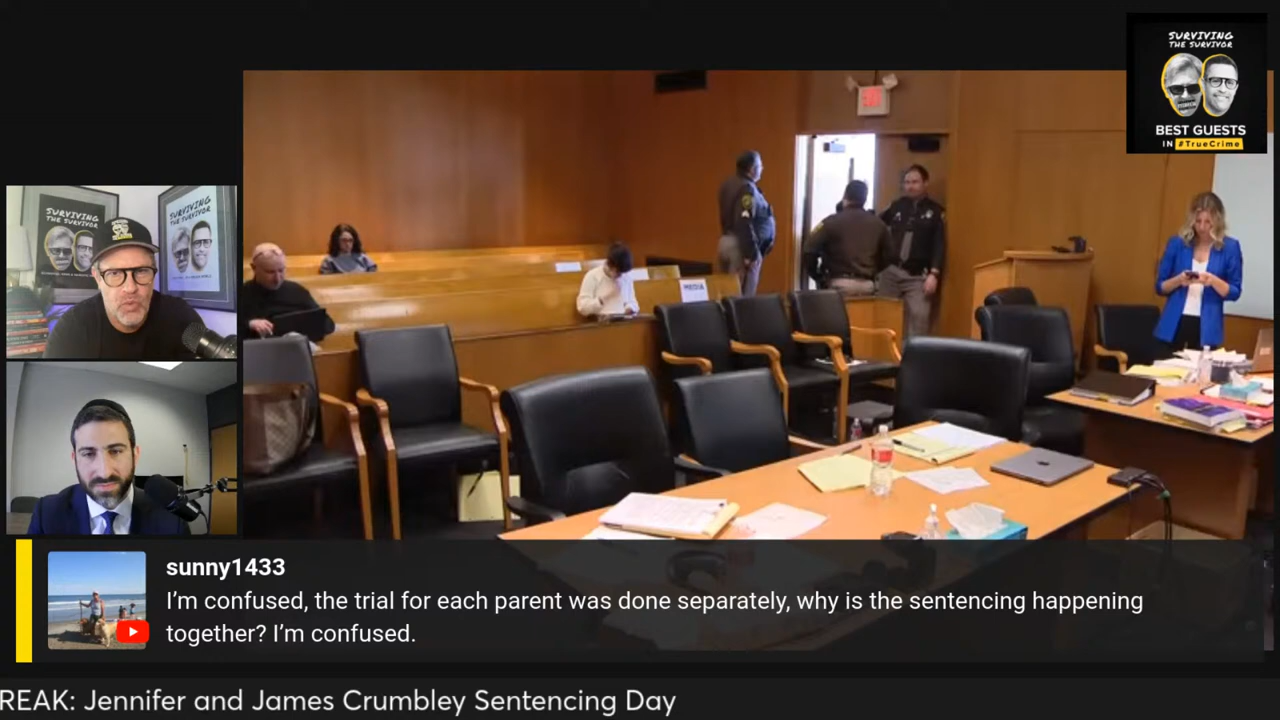 SURVIVING
THE SURVIVOR
BEST GUESTS
IN #TrueCrime
SURVIVING
THE SURVIVOR
SURVIVING
THE SURVIVOR
MEDIA
sunny1433
I’m confused, the trial for each parent was done separately, why is the sentencing happening
together? I’m confused.
REAK: Jennifer and James Crumbley Sentencing Day